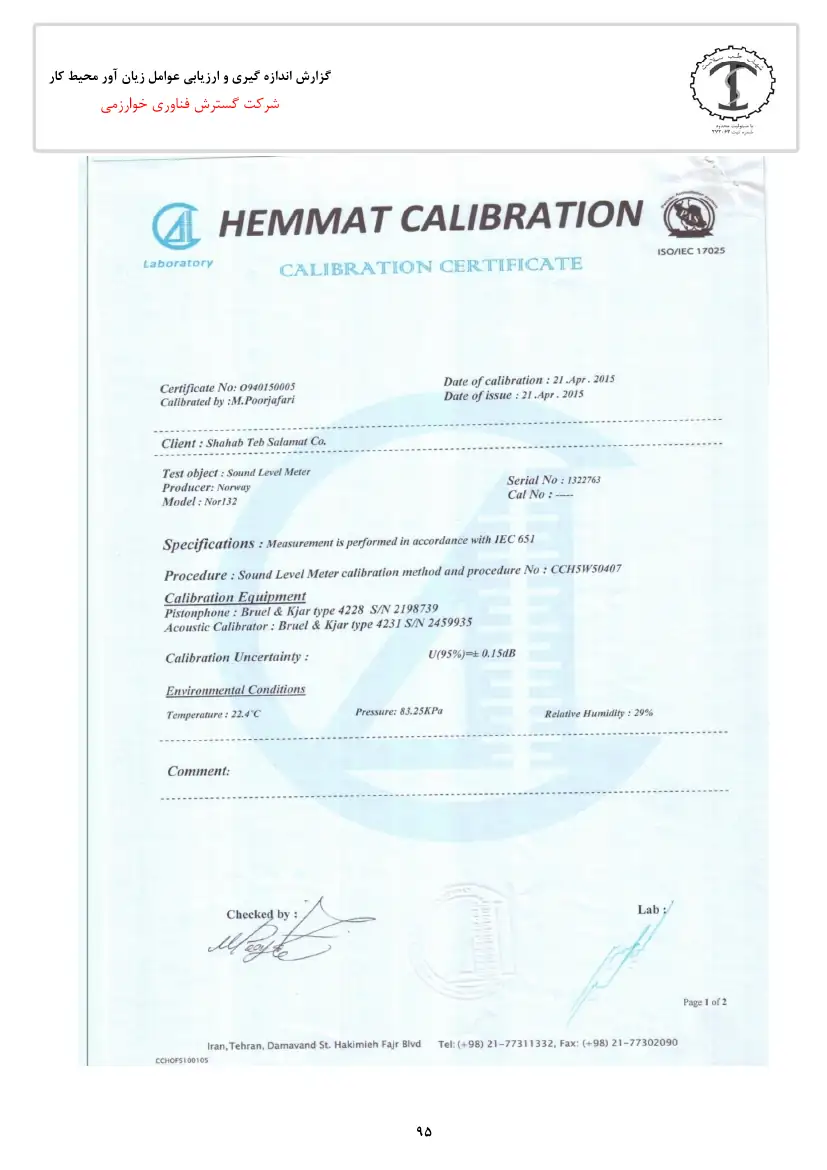 گزارش اندازه گیری و ارزیابی عوامل زیان آور محیط کار
شرکت گسترش فناوری خوارزمی
شهاب طب سلامت
با مسئولیت محدود
HEMMAT CALIBRATION
Laboratory
CALIBRATION CERTIFICATE
ISO/IEC 17025
Certificate No: O940150005
Date of calibration : 21 .Apr . 2015
Calibrated by :M.Poorjafari
Date of issue : 21 .Apr . 2015
Client : Shahab Teb Salamat Co.
Test object : Sound Level Meter
Serial No : 1322763
Producer: Norway
Cal No : -----
Model : Nor132
Specifications : Measurement is performed in accordance with IEC 651
Procedure : Sound Level Meter calibration method and procedure No : CCH5W50407
Calibration Equipment
Pistonphone : Bruel & Kjar type 4228 S/N 2198739
Acoustic Calibrator : Bruel & Kjar type 4231 S/N 2459935
Calibration Uncertainty : U(95%)=± 0.15dB
Environmental Conditions
Temperature : 22.4°C Pressure: 83.25KPa Relative Humidity : 29%
Comment:
Checked by :
Lab :
Page 1 of 2
Iran,Tehran, Damavand St. Hakimieh Fajr Blvd Tel: (+98) 21-77311332, Fax: (+98) 21-77302090
CCHOFS100105
۹۵